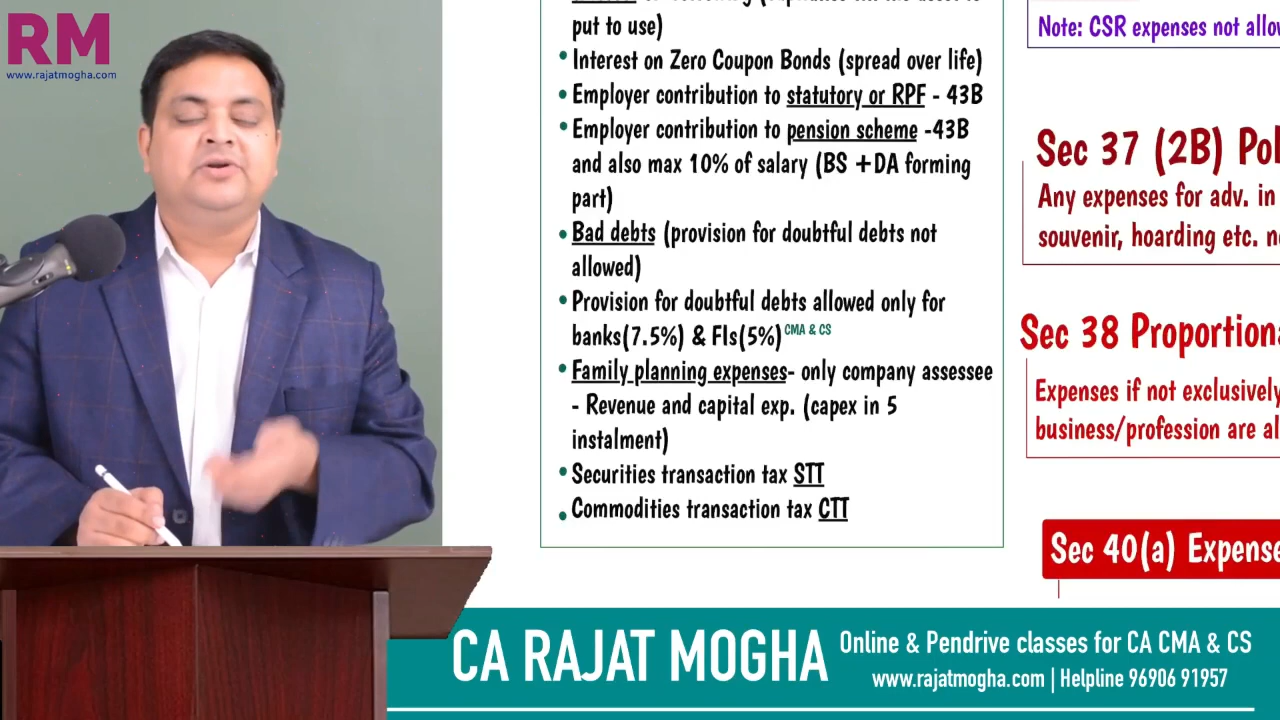 RM
www.rajatmogha.com
put to use)
• Interest on Zero Coupon Bonds (spread over life)
• Employer contribution to statutory or RPF - 43B
• Employer contribution to pension scheme -43B
and also max 10% of salary (BS +DA forming
part)
• Bad debts (provision for doubtful debts not
allowed)
• Provision for doubtful debts allowed only for
banks(7.5%) & FIs(5%) CMA & CS
• Family planning expenses- only company assessee
- Revenue and capital exp. (capex in 5
instalment)
• Securities transaction tax STT
• Commodities transaction tax CTT
Note: CSR expenses not allo
Sec 37 (2B) Pol
Any expenses for adv. in
souvenir, hoarding etc. n
Sec 38 Proportion
Expenses if not exclusively
business/profession are al
Sec 40(a) Expense
CA RAJAT MOGHA
Online & Pendrive classes for CA CMA & CS
www.rajatmogha.com | Helpline 96906 91957